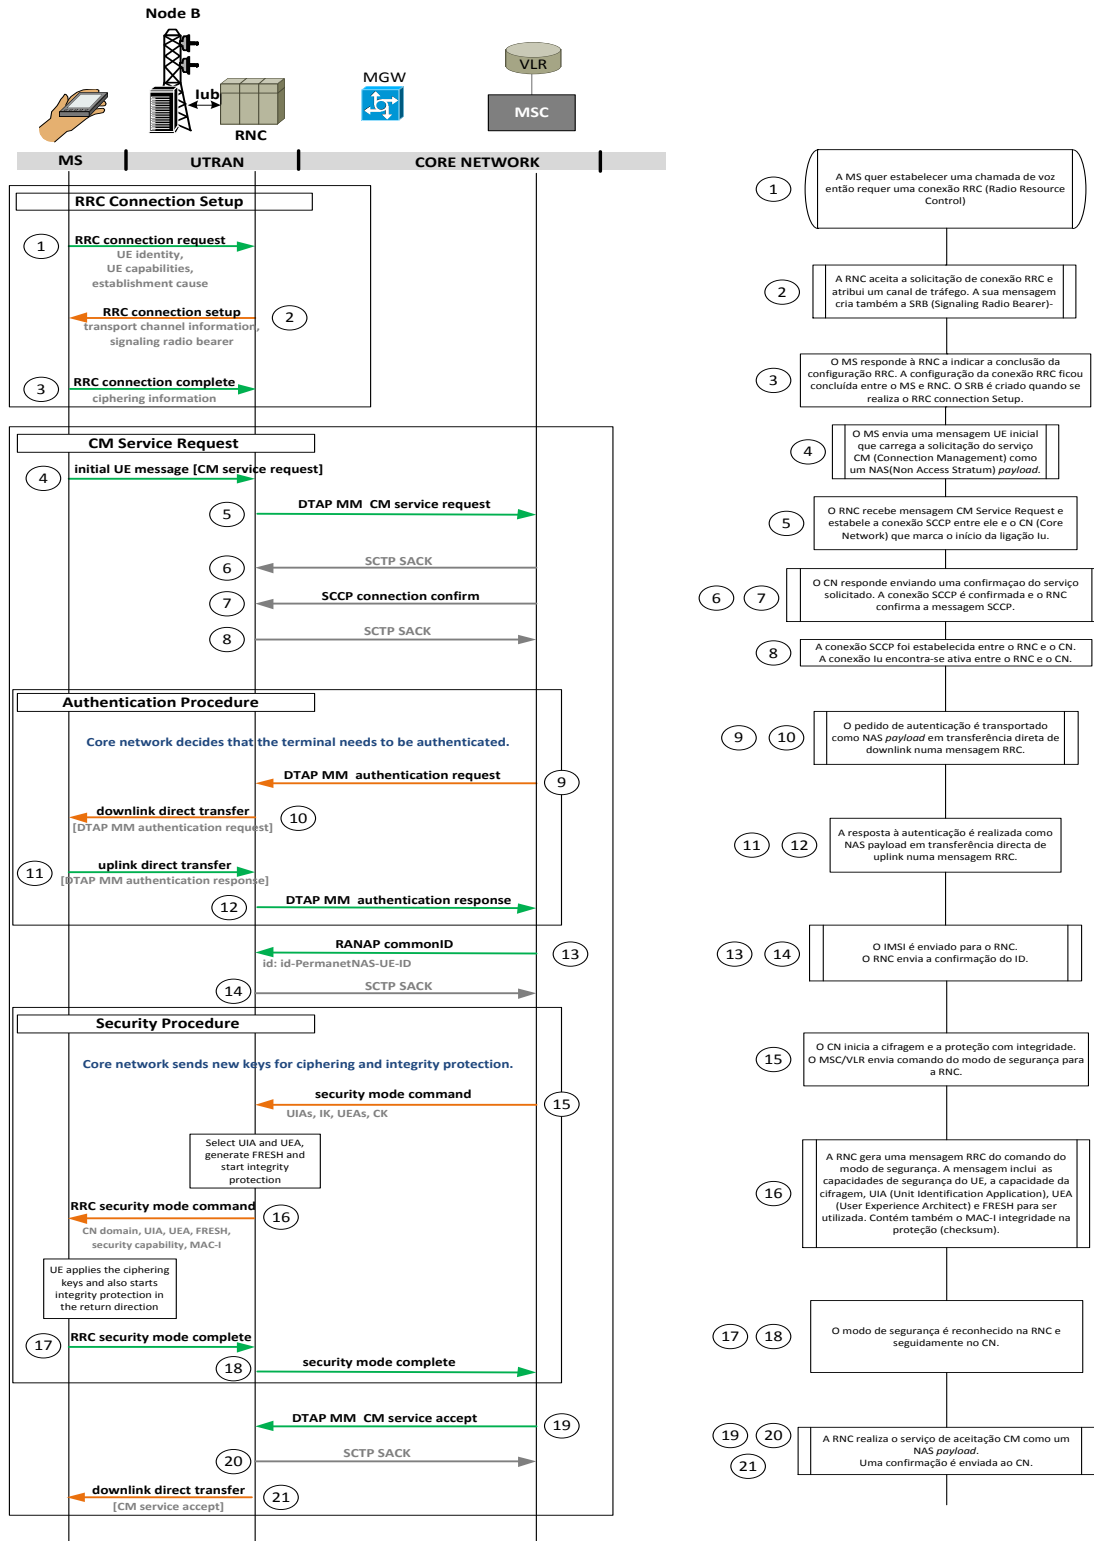 Node B
VLR
MGW
Iub
MSC
RNC
MS
UTRAN
CORE NETWORK
RRC Connection Setup
1
RRC connection request
UE identity,
UE capabilities,
establishment cause
RRC connection setup
2
transport channel information,
signaling radio bearer
3
RRC connection complete
ciphering information
CM Service Request
4
initial UE message [CM service request]
5
DTAP MM  CM service request
6
SCTP SACK
7
SCCP connection confirm
8
SCTP SACK
Authentication Procedure
Core network decides that the terminal needs to be authenticated.
DTAP MM  authentication request
9
downlink direct transfer
10
[DTAP MM authentication request]
11
uplink direct transfer
[DTAP MM authentication response]
12
DTAP MM  authentication response
RANAP commonID
13
id: id-PermanetNAS-UE-ID
14
SCTP SACK
Security Procedure
Core network sends new keys for ciphering and integrity protection.
security mode command
15
UIAs, IK, UEAs, CK
Select UIA and UEA,
generate FRESH and
start integrity
protection
RRC security mode command
16
CN domain, UIA, UEA, FRESH,
security capability, MAC-I
UE applies the ciphering
keys and also starts
integrity protection in
the return direction
17
RRC security mode complete
18
security mode complete
DTAP MM  CM service accept
19
20
SCTP SACK
downlink direct transfer
21
[CM service accept]
1
A MS quer estabelecer uma chamada de voz
então requer uma conexão RRC (Radio Resource
Control)
2
A RNC aceita a solicitação de conexão RRC e
atribui um canal de tráfego. A sua mensagem
cria também a SRB (Signaling Radio Bearer)-
3
O MS responde à RNC a indicar a conclusão da
configuração RRC. A configuração da conexão RRC ficou
concluída entre o MS e RNC. O SRB é criado quando se
realiza o RRC connection Setup.
4
O MS envia uma mensagem UE inicial
que carrega a solicitação do serviço
CM (Connection Management) como
um NAS(Non Access Stratum) payload.
5
O RNC recebe mensagem CM Service Request e
estabele a conexão SCCP entre ele e o CN (Core
Network) que marca o início da ligação Iu.
6 7
O CN responde enviando uma confirmaçao do serviço
solicitado. A conexão SCCP é confirmada e o RNC
confirma a messagem SCCP.
8
A conexão SCCP foi estabelecida entre o RNC e o CN.
A conexão Iu encontra-se ativa entre o RNC e o CN.
9 10
O pedido de autenticação é transportado
como NAS payload em transferência direta de
downlink numa mensagem RRC.
11 12
A resposta à autenticação é realizada como
NAS payload em transferência directa de
uplink numa mensagem RRC.
13 14
O IMSI é enviado para o RNC.
O RNC envia a confirmação do ID.
15
O CN inicia a cifragem e a proteção com integridade.
O MSC/VLR envia comando do modo de segurança para
a RNC.
16
A RNC gera uma mensagem RRC do comando do
modo de segurança. A mensagem inclui  as
capacidades de segurança do UE, a capacidade da
cifragem, UIA (Unit Identification Application), UEA
(User Experience Architect) e FRESH para ser
utilizada. Contém também o MAC-I integridade na
proteção (checksum).
17 18
O modo de segurança é reconhecido na RNC e
seguidamente no CN.
19 20
21
A RNC realiza o serviço de aceitação CM como um
NAS payload.
Uma confirmação é enviada ao CN.